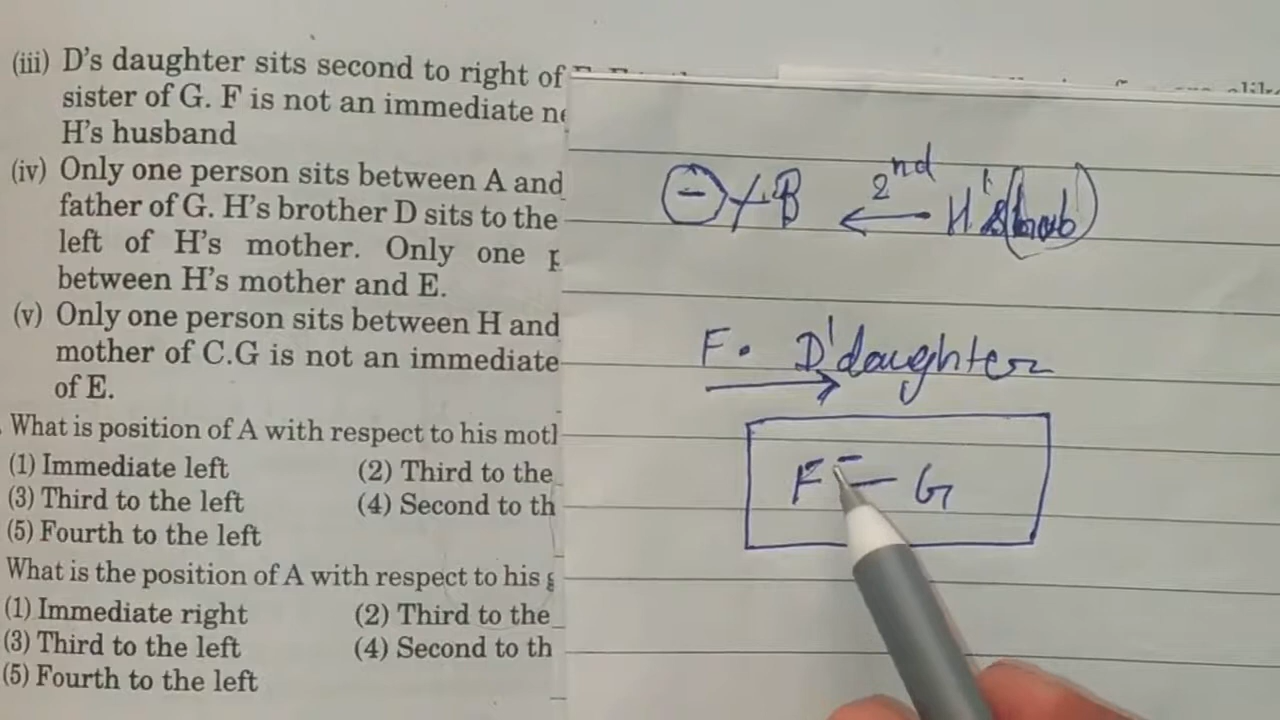 (iii) D's daughter sits second to right of
sister of G. F is not an immediate ne
H's husband
(iv) Only one person sits between A and
father of G. H's brother D sits to the
left of H's mother. Only one p
between H's mother and E.
(v) Only one person sits between H and
mother of C.G is not an immediate
of E.
What is position of A with respect to his motl
(1) Immediate left (2) Third to the
(3) Third to the left (4) Second to th
(5) Fourth to the left
What is the position of A with respect to his g
(1) Immediate right (2) Third to the
(3) Third to the left (4) Second to th
(5) Fourth to the left
B 2nd H's hub
F. D'daughter
F - G